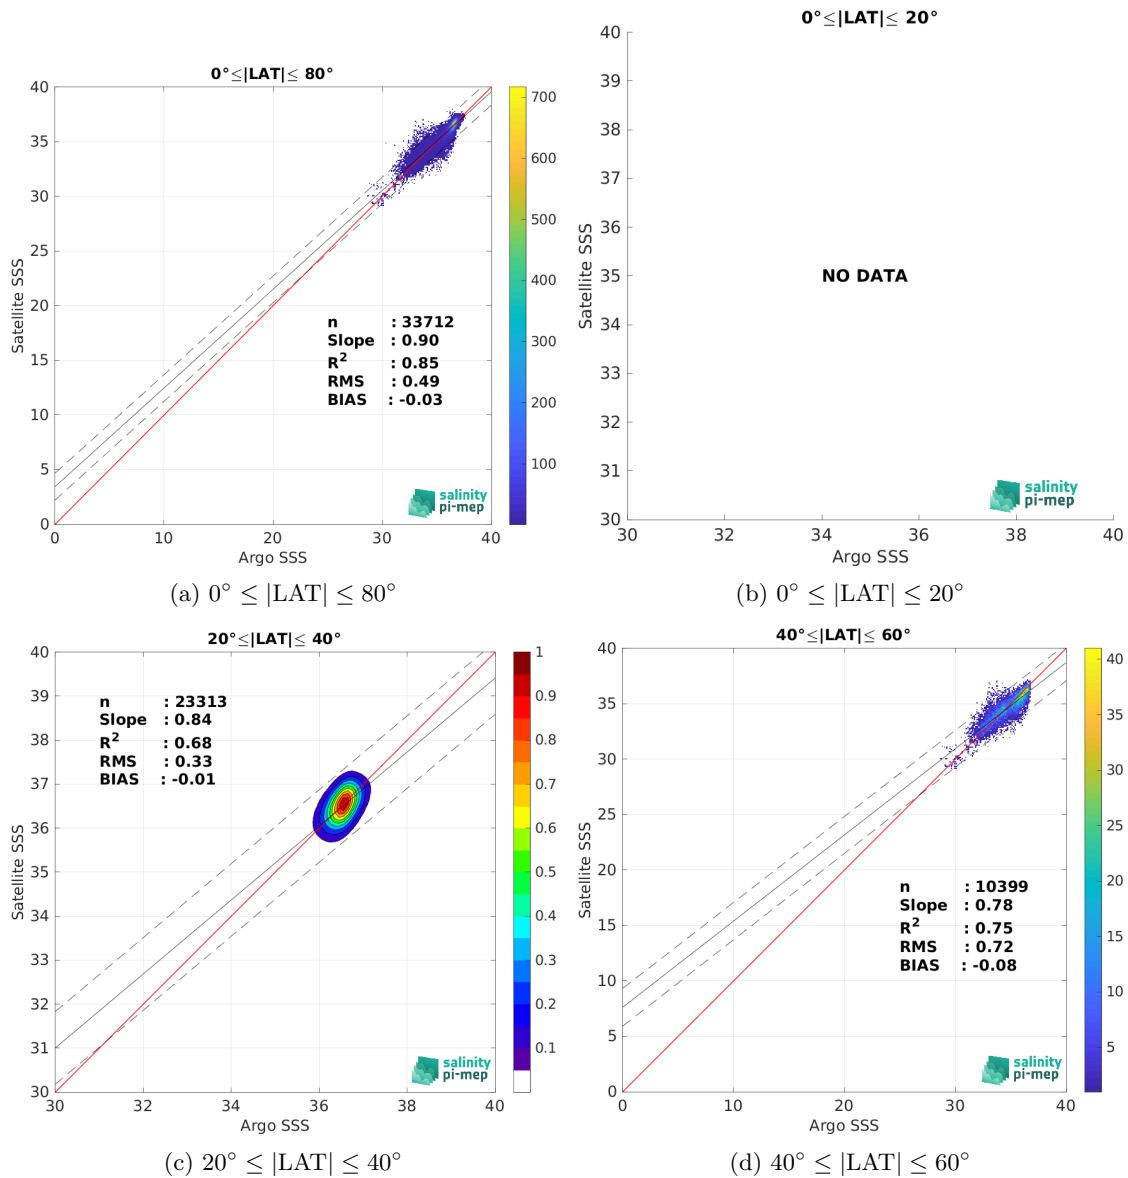 0°≤|LAT|≤ 80°
40
35
30
25
20
15
10
5
0
0
10
20
30
40
Satellite SSS
Argo SSS
n : 33712
Slope : 0.90
R2 : 0.85
RMS : 0.49
BIAS : -0.03
salinity
pi-mep
700
600
500
400
300
200
100
(a) 0° ≤ |LAT| ≤ 80°
0°≤|LAT|≤ 20°
40
39
38
37
36
35
34
33
32
31
30
30
32
34
36
38
40
Satellite SSS
Argo SSS
NO DATA
salinity
pi-mep
(b) 0° ≤ |LAT| ≤ 20°
20°≤|LAT|≤ 40°
40
39
38
37
36
35
34
33
32
31
30
30
32
34
36
38
40
Satellite SSS
Argo SSS
n : 23313
Slope : 0.84
R2 : 0.68
RMS : 0.33
BIAS : -0.01
salinity
pi-mep
1
0.9
0.8
0.7
0.6
0.5
0.4
0.3
0.2
0.1
(c) 20° ≤ |LAT| ≤ 40°
40°≤|LAT|≤ 60°
40
35
30
25
20
15
10
5
0
0
10
20
30
40
Satellite SSS
Argo SSS
n : 10399
Slope : 0.78
R2 : 0.75
RMS : 0.72
BIAS : -0.08
salinity
pi-mep
40
35
30
25
20
15
10
5
(d) 40° ≤ |LAT| ≤ 60°